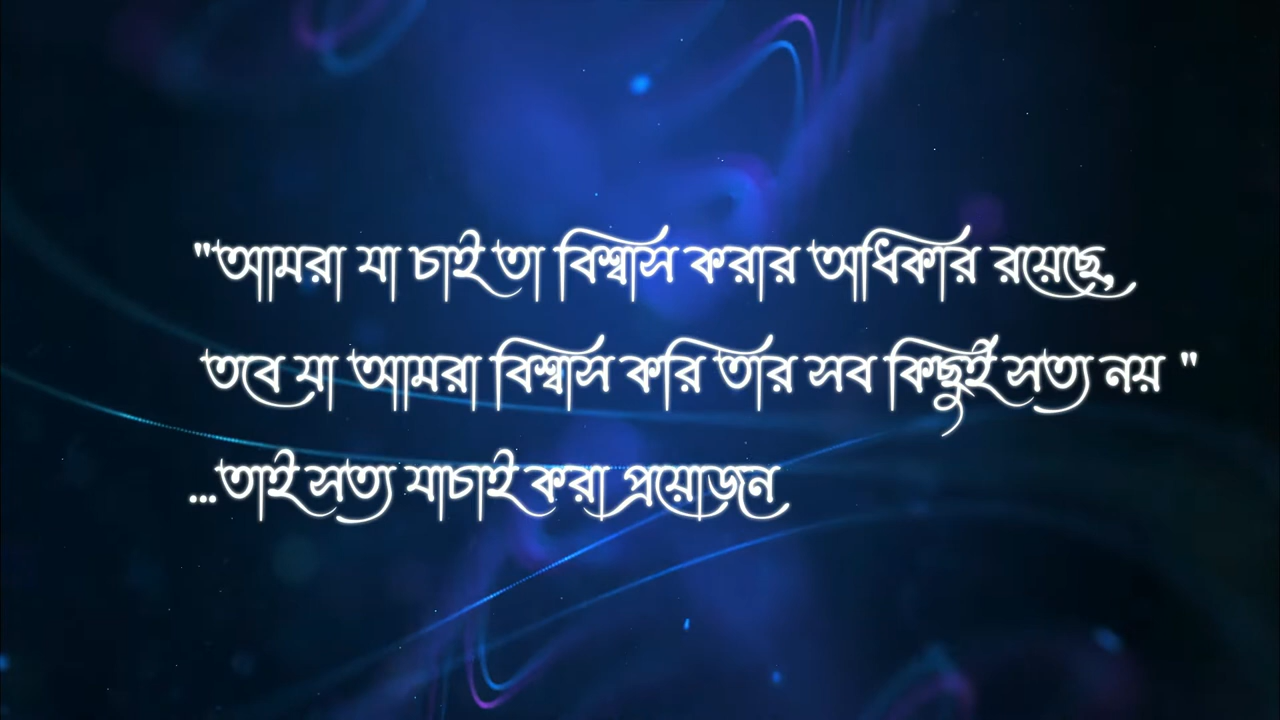 "আমরা যা চাই তা বিশ্বাস করার অধিকার রয়েছে,
তবে যা আমরা বিশ্বাস করি তার সব কিছুই সত্য নয় "
...তাই সত্য যাচাই করা প্রয়োজন